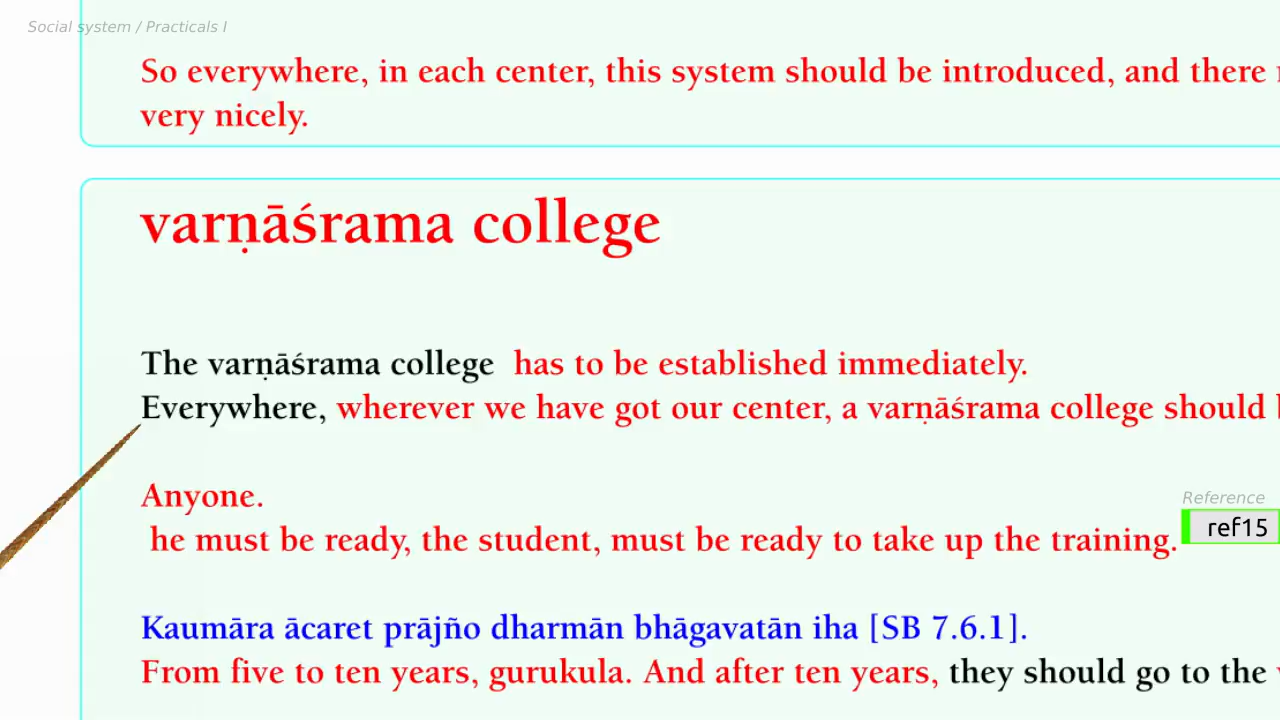 Social system / Practicals I
So everywhere, in each center, this system should be introduced, and there
very nicely.
varṇāśrama college
The varṇāśrama college has to be established immediately.
Everywhere, wherever we have got our center, a varṇāśrama college should
Anyone.
Reference
he must be ready, the student, must be ready to take up the training.
ref15
Kaumāra ācaret prājño dharmān bhāgavatān iha [SB 7.6.1].
From five to ten years, gurukula. And after ten years, they should go to the